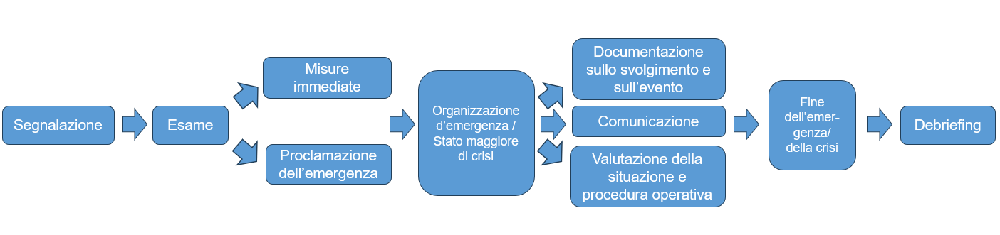 Segnalazione
Esame
Misure
immediate
Proclamazione
dell'emergenza
Organizzazione
d'emergenza /
Stato maggiore
di crisi
Documentazione
sullo svolgimento e
sull'evento
Comunicazione
Valutazione della
situazione e
procedura operativa
Fine
dell'emer-
genza/
della crisi
Debriefing